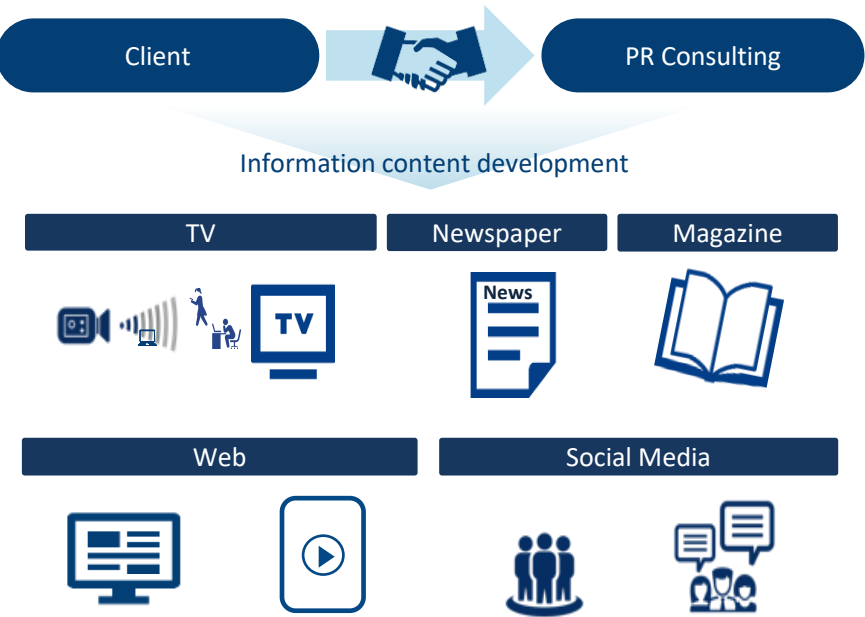 Client
PR Consulting
Information content development
TV
Newspaper
Magazine
TV
News
Web
Social Media